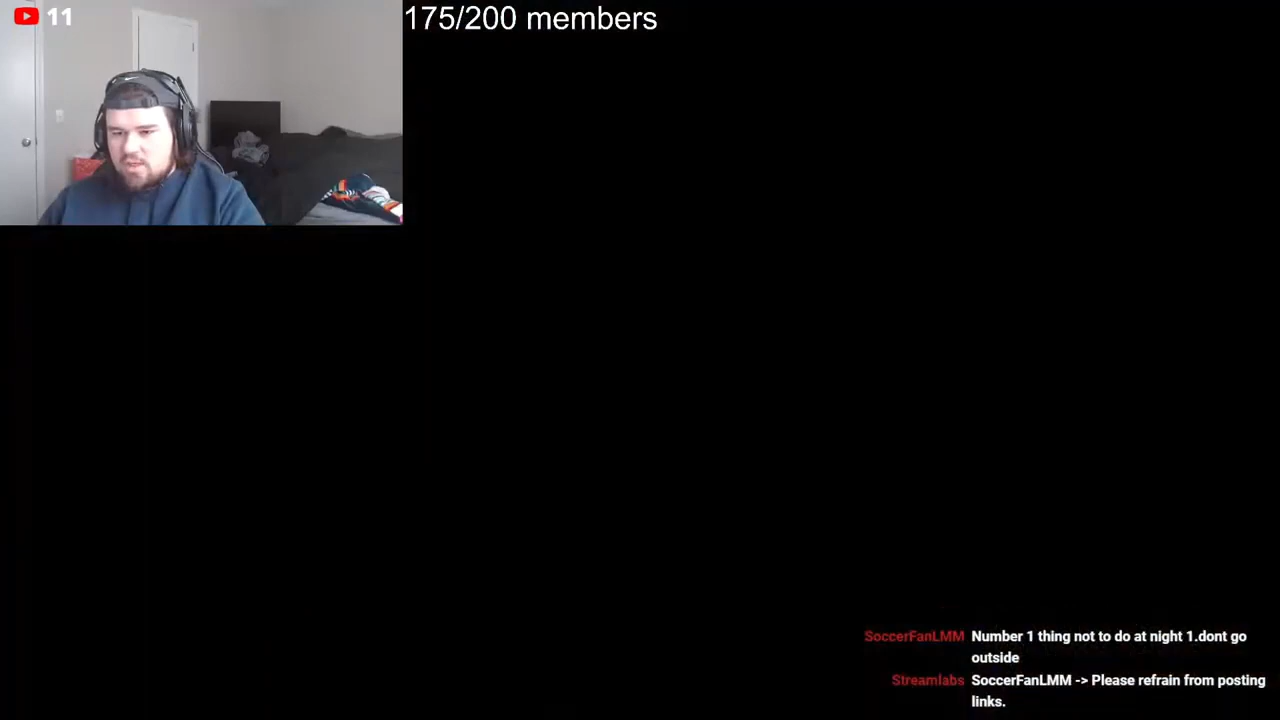 11
175/200 members
SoccerFanLMM Number 1 thing not to do at night 1.dont go
outside
Streamlabs SoccerFanLMM -> Please refrain from posting
links.